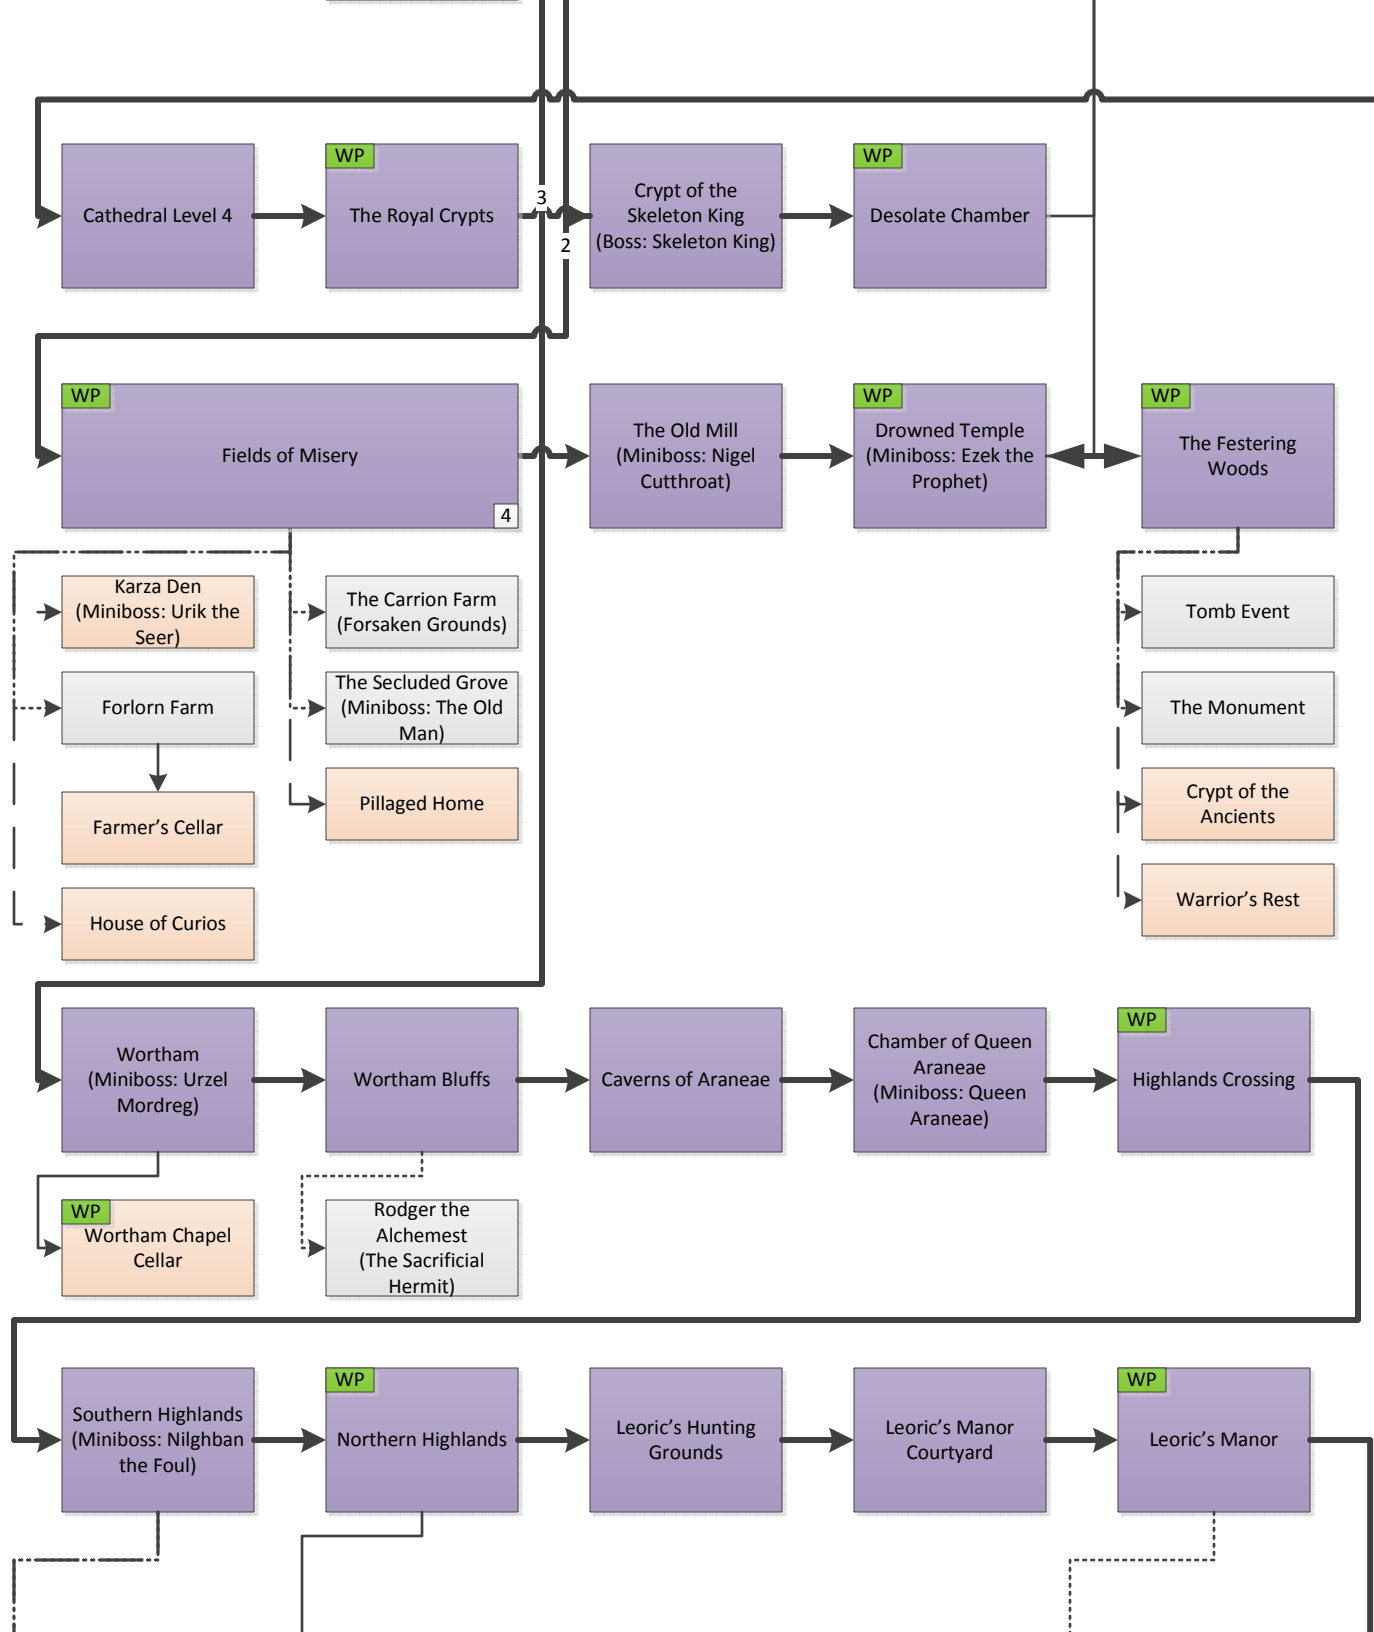 WP
WP
3
Cathedral Level 4
The Royal Crypts
Crypt of the
Skeleton King
(Boss: Skeleton King)
Desolate Chamber
2
WP
WP
WP
Fields of Misery
4
The Old Mill
(Miniboss: Nigel
Cutthroat)
Drowned Temple
(Miniboss: Ezek the
Prophet)
The Festering
Woods
Karza Den
(Miniboss: Urik the
Seer)
The Carrion Farm
(Forsaken Grounds)
Tomb Event
Forlorn Farm
The Secluded Grove
(Miniboss: The Old
Man)
The Monument
Farmer’s Cellar
Pillaged Home
Crypt of the
Ancients
House of Curios
Warrior’s Rest
WP
Wortham
(Miniboss: Urzel
Mordreg)
Wortham Bluffs
Caverns of Araneae
Chamber of Queen
Araneae
(Miniboss: Queen
Araneae)
Highlands Crossing
WP
Wortham Chapel
Cellar
Rodger the
Alchemest
(The Sacrificial
Hermit)
WP
WP
Southern Highlands
(Miniboss: Nilghban
the Foul)
Northern Highlands
Leoric’s Hunting
Grounds
Leoric’s Manor
Courtyard
Leoric’s Manor